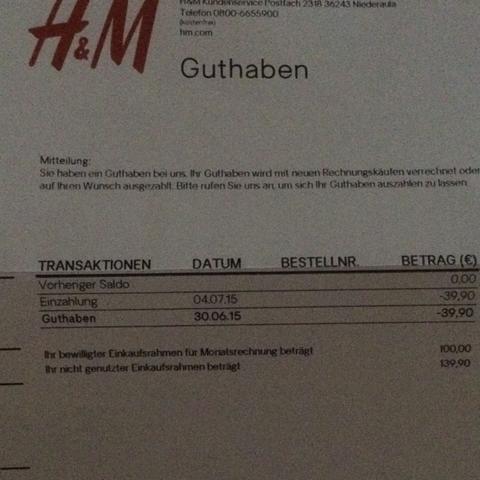 H&M
H&M Kundenservice Postfach 2318 36243 Niederaula
Telefon 0800-6655900
(kostenfrei)
hm.com
Guthaben
Mitteilung:
Sie haben ein Guthaben bei uns. Ihr Guthaben wird mit neuen Rechnungskäufen verrechnet oder
auf Ihren Wunsch ausgezahlt. Bitte rufen Sie uns an, um sich Ihr Guthaben auszahlen zu lassen.
TRANSAKTIONEN DATUM BESTELLNR. BETRAG (€)
Vorheriger Saldo 0,00
Einzahlung 04.07.15 -39,90
Guthaben 30.06.15 -39,90
Ihr bewilligter Einkaufsrahmen für Monatsrechnung beträgt 100,00
Ihr nicht genutzter Einkaufsrahmen beträgt 139,90